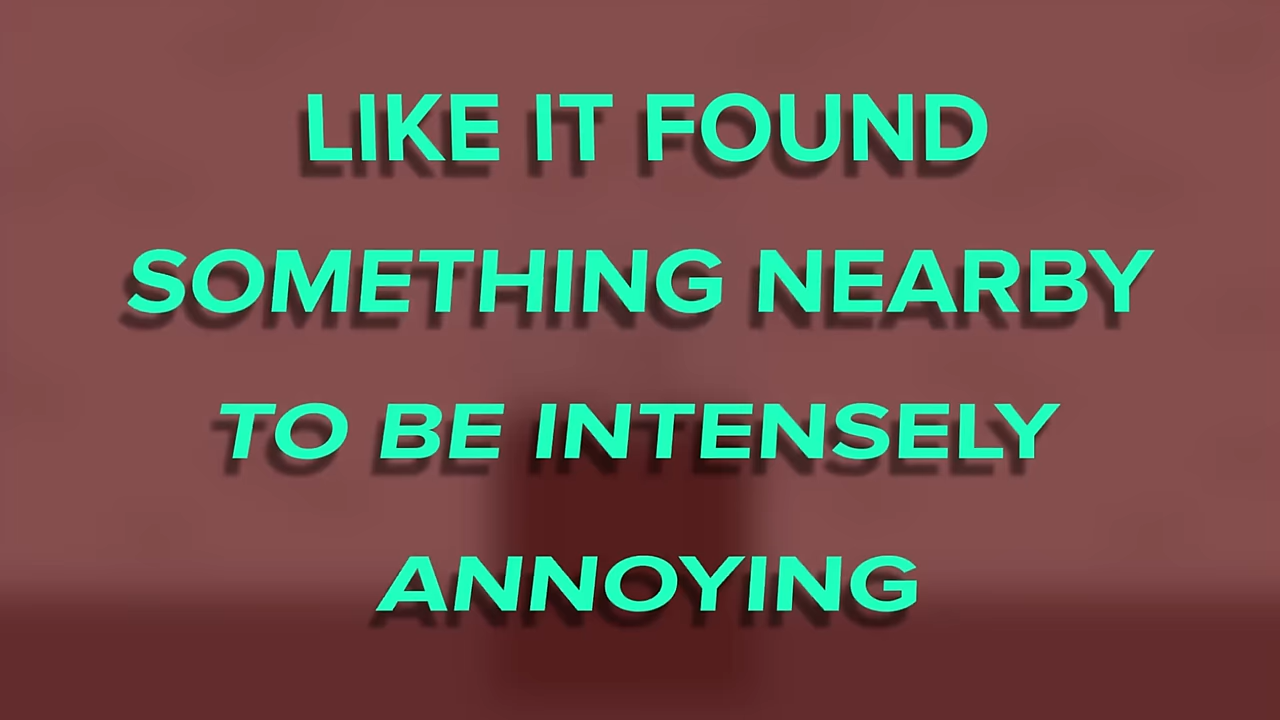 LIKE IT FOUND
SOMETHING NEARBY
TO BE INTENSELY
ANNOYING